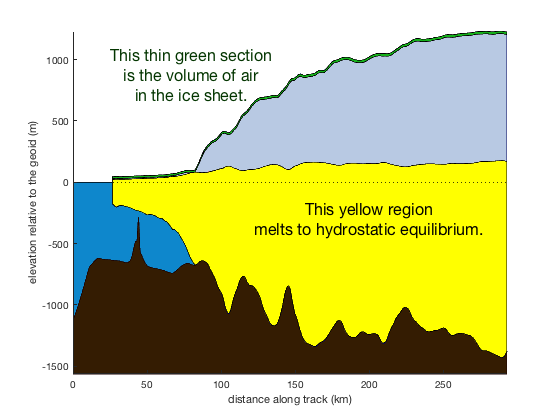 This thin green section
is the volume of air
in the ice sheet.
This yellow region
melts to hydrostatic equilibrium.
elevation relative to the geoid (m)
1000
500
0
-500
-1000
-1500
0
50
100
150
200
250
distance along track (km)